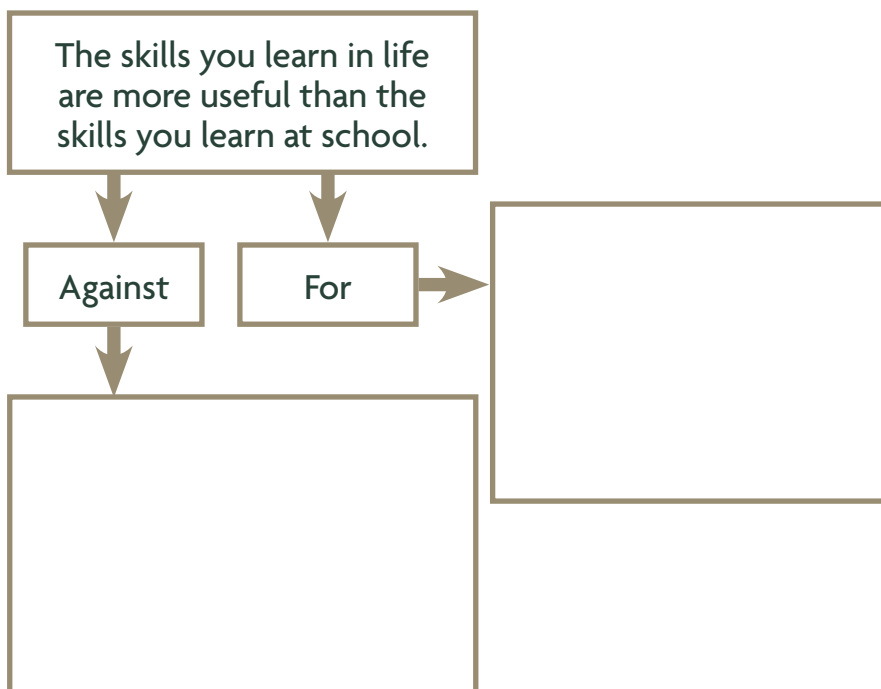 The skills you learn in life
are more useful than the
skills you learn at school.
Against
For